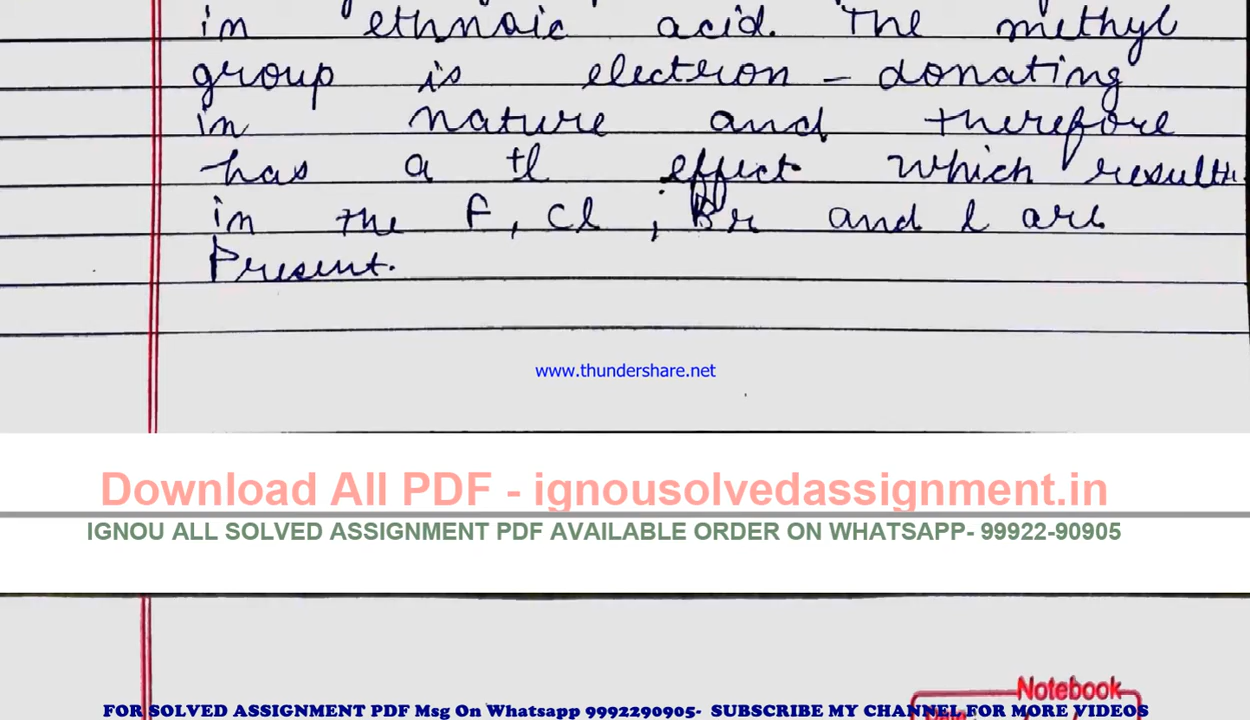 in ethnoic acid. The methyl
group is electron - donating
in nature and therefore
has a +l effect which results
in the F, Cl, Br and l are
Present.
www.thundershare.net
Download All PDF - ignousolvedassignment.in
IGNOU ALL SOLVED ASSIGNMENT PDF AVAILABLE ORDER ON WHATSAPP- 99922-90905
Notebook
FOR SOLVED ASSIGNMENT PDF Msg On Whatsapp 9992290905- SUBSCRIBE MY CHANNEL FOR MORE VIDEOS